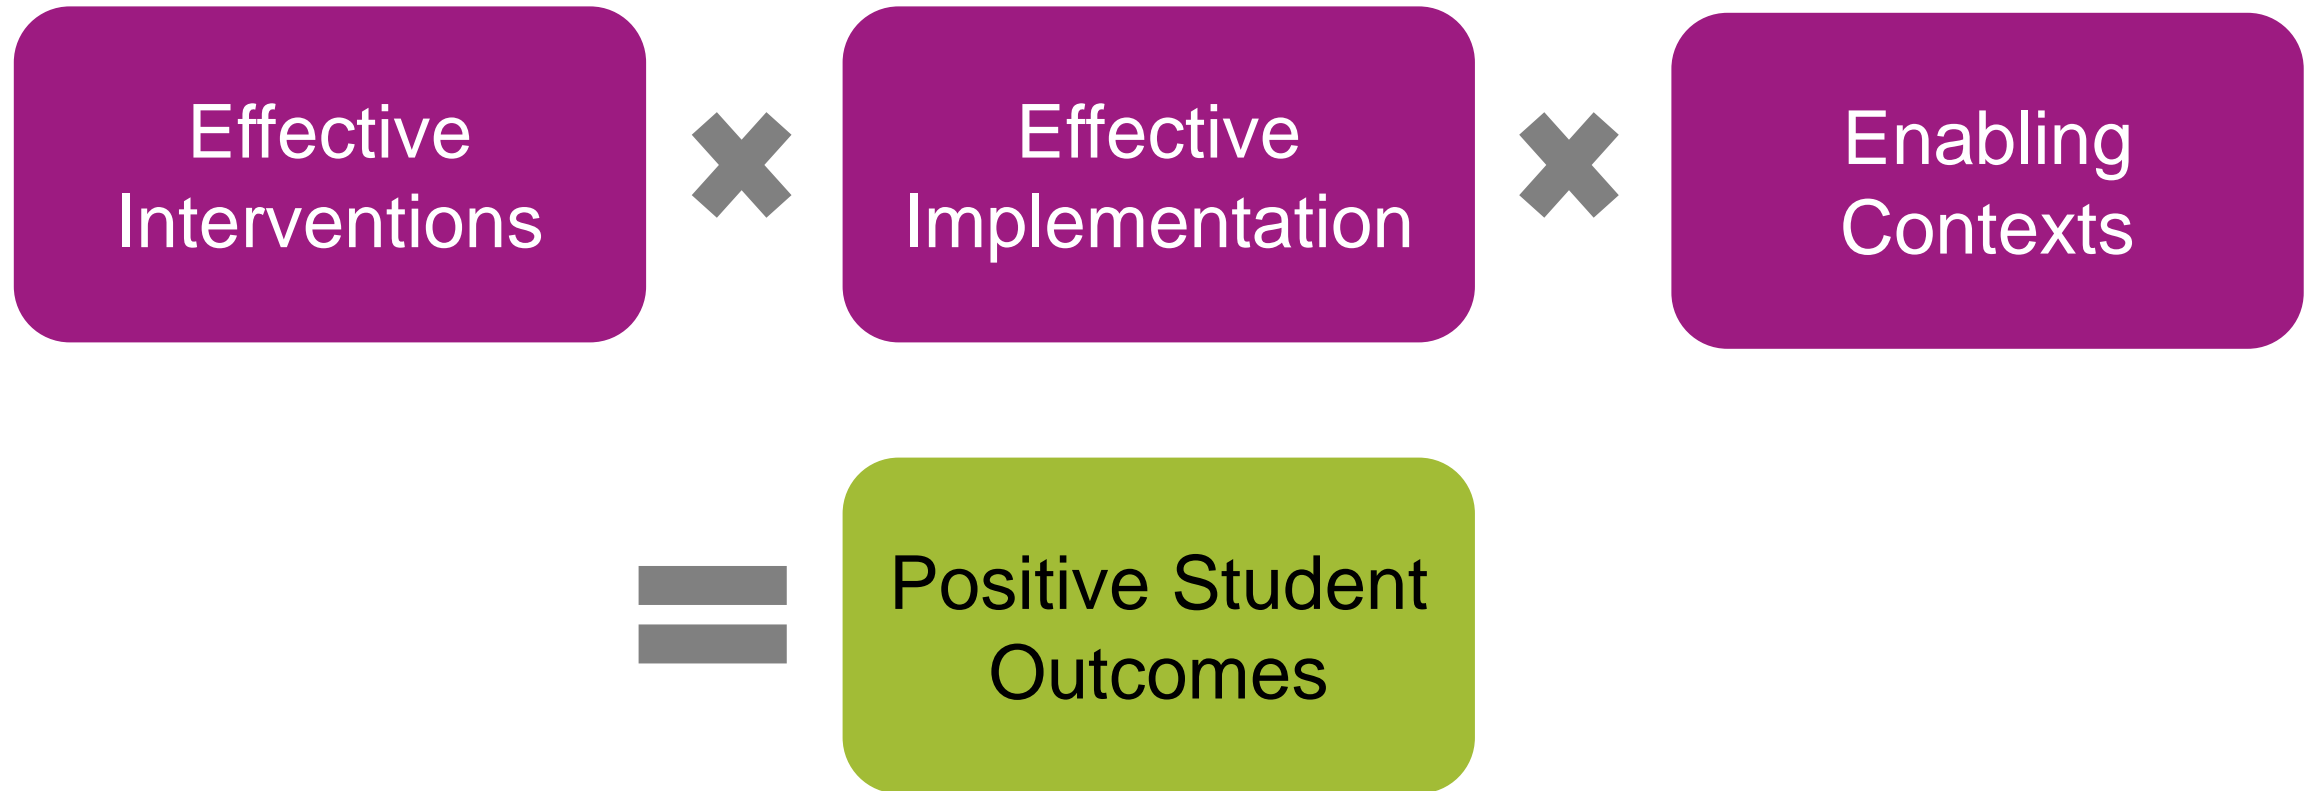 Effective
Interventions
Effective
Implementation
Enabling
Contexts
Positive Student
Outcomes